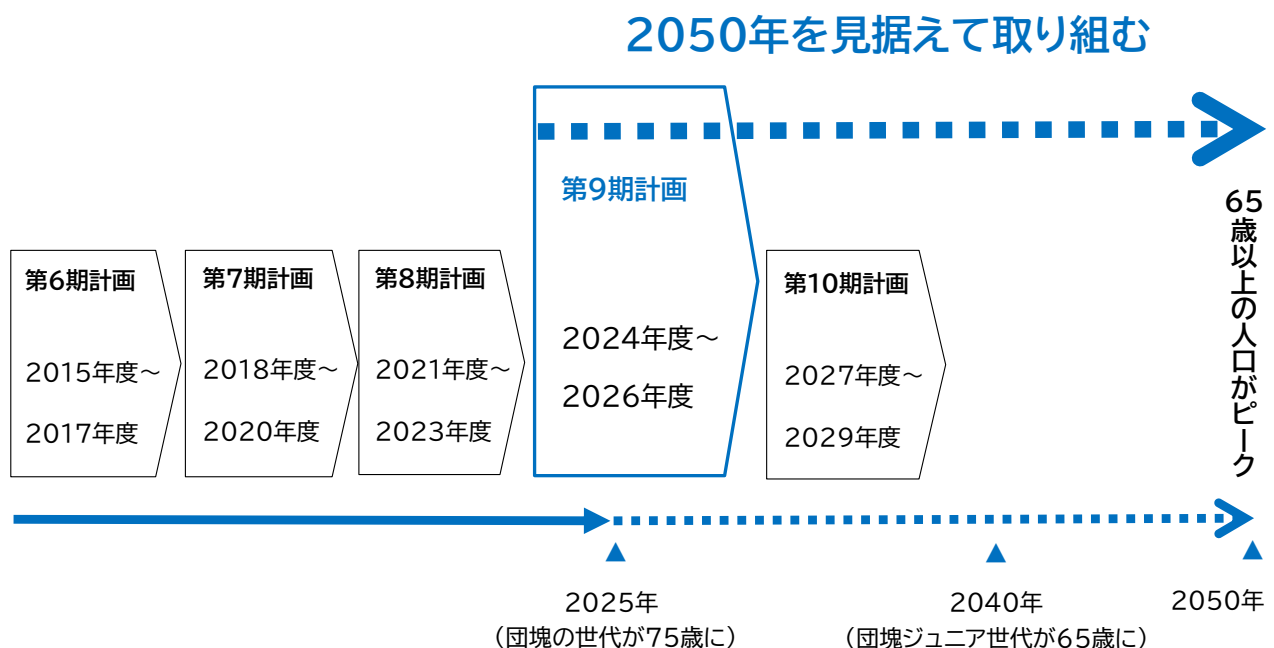 2050年を見据えて取り組む
第9期計画
2024年度～
2026年度
第6期計画
2015年度～
2017年度
第7期計画
2018年度～
2020年度
第8期計画
2021年度～
2023年度
第10期計画
2027年度～
2029年度
65歳以上の人口がピーク
2025年
（団塊の世代が75歳に）
2040年
（団塊ジュニア世代が65歳に）
2050年